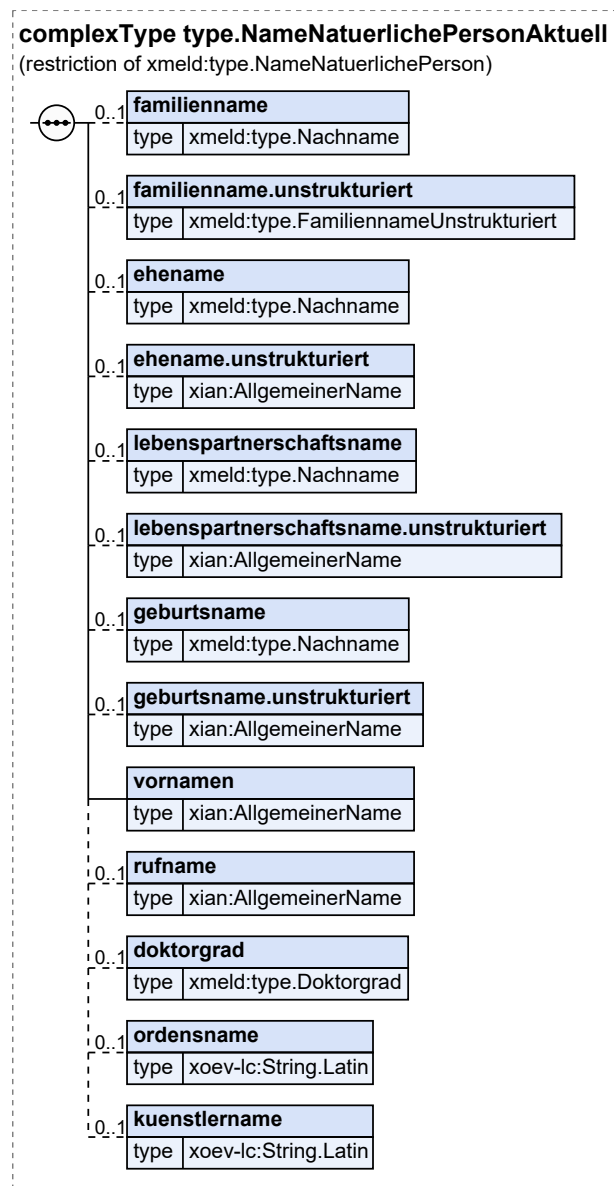 complexType type.NameNatuerlichePersonAktuell
(restriction of xmeld:type.NameNatuerlichePerson)
0..1 familienname
type xmeld:type.Nachname
0..1 familienname.unstrukturiert
type xmeld:type.FamiliennameUnstrukturiert
0..1 ehename
type xmeld:type.Nachname
0..1 ehename.unstrukturiert
type xian:AllgemeinerName
0..1 lebenspartnerschaftsname
type xmeld:type.Nachname
0..1 lebenspartnerschaftsname.unstrukturiert
type xian:AllgemeinerName
0..1 geburtsname
type xmeld:type.Nachname
0..1 geburtsname.unstrukturiert
type xian:AllgemeinerName
vornamen
type xian:AllgemeinerName
0..1 rufname
type xian:AllgemeinerName
0..1 doktorgrad
type xmeld:type.Doktorgrad
0..1 ordensname
type xoev-lc:String.Latin
0..1 kuenstlername
type xoev-lc:String.Latin